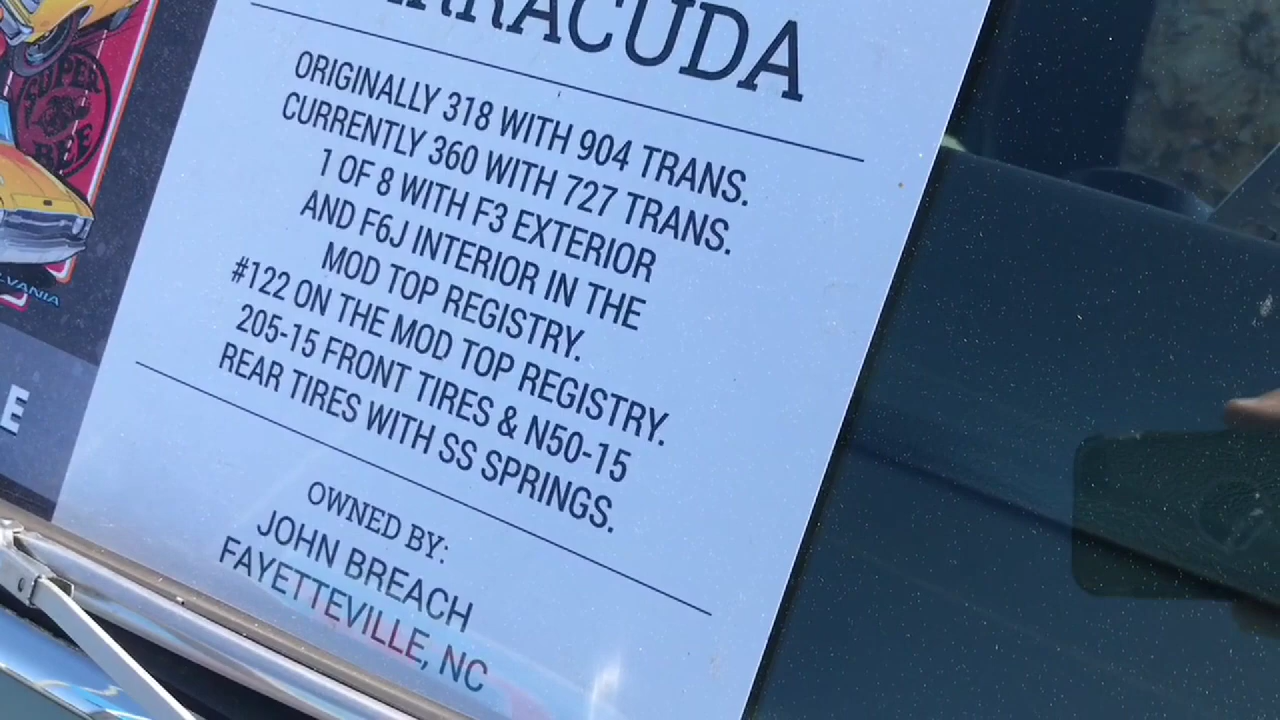 BARRACUDA
ORIGINALLY 318 WITH 904 TRANS.
CURRENTLY 360 WITH 727 TRANS.
1 OF 8 WITH F3 EXTERIOR
AND F6J INTERIOR IN THE
MOD TOP REGISTRY.
#122 ON THE MOD TOP REGISTRY.
205-15 FRONT TIRES & N50-15
REAR TIRES WITH SS SPRINGS.
OWNED BY:
JOHN BREACH
FAYETTEVILLE, NC
SUPER
BEE
LVANIA
E